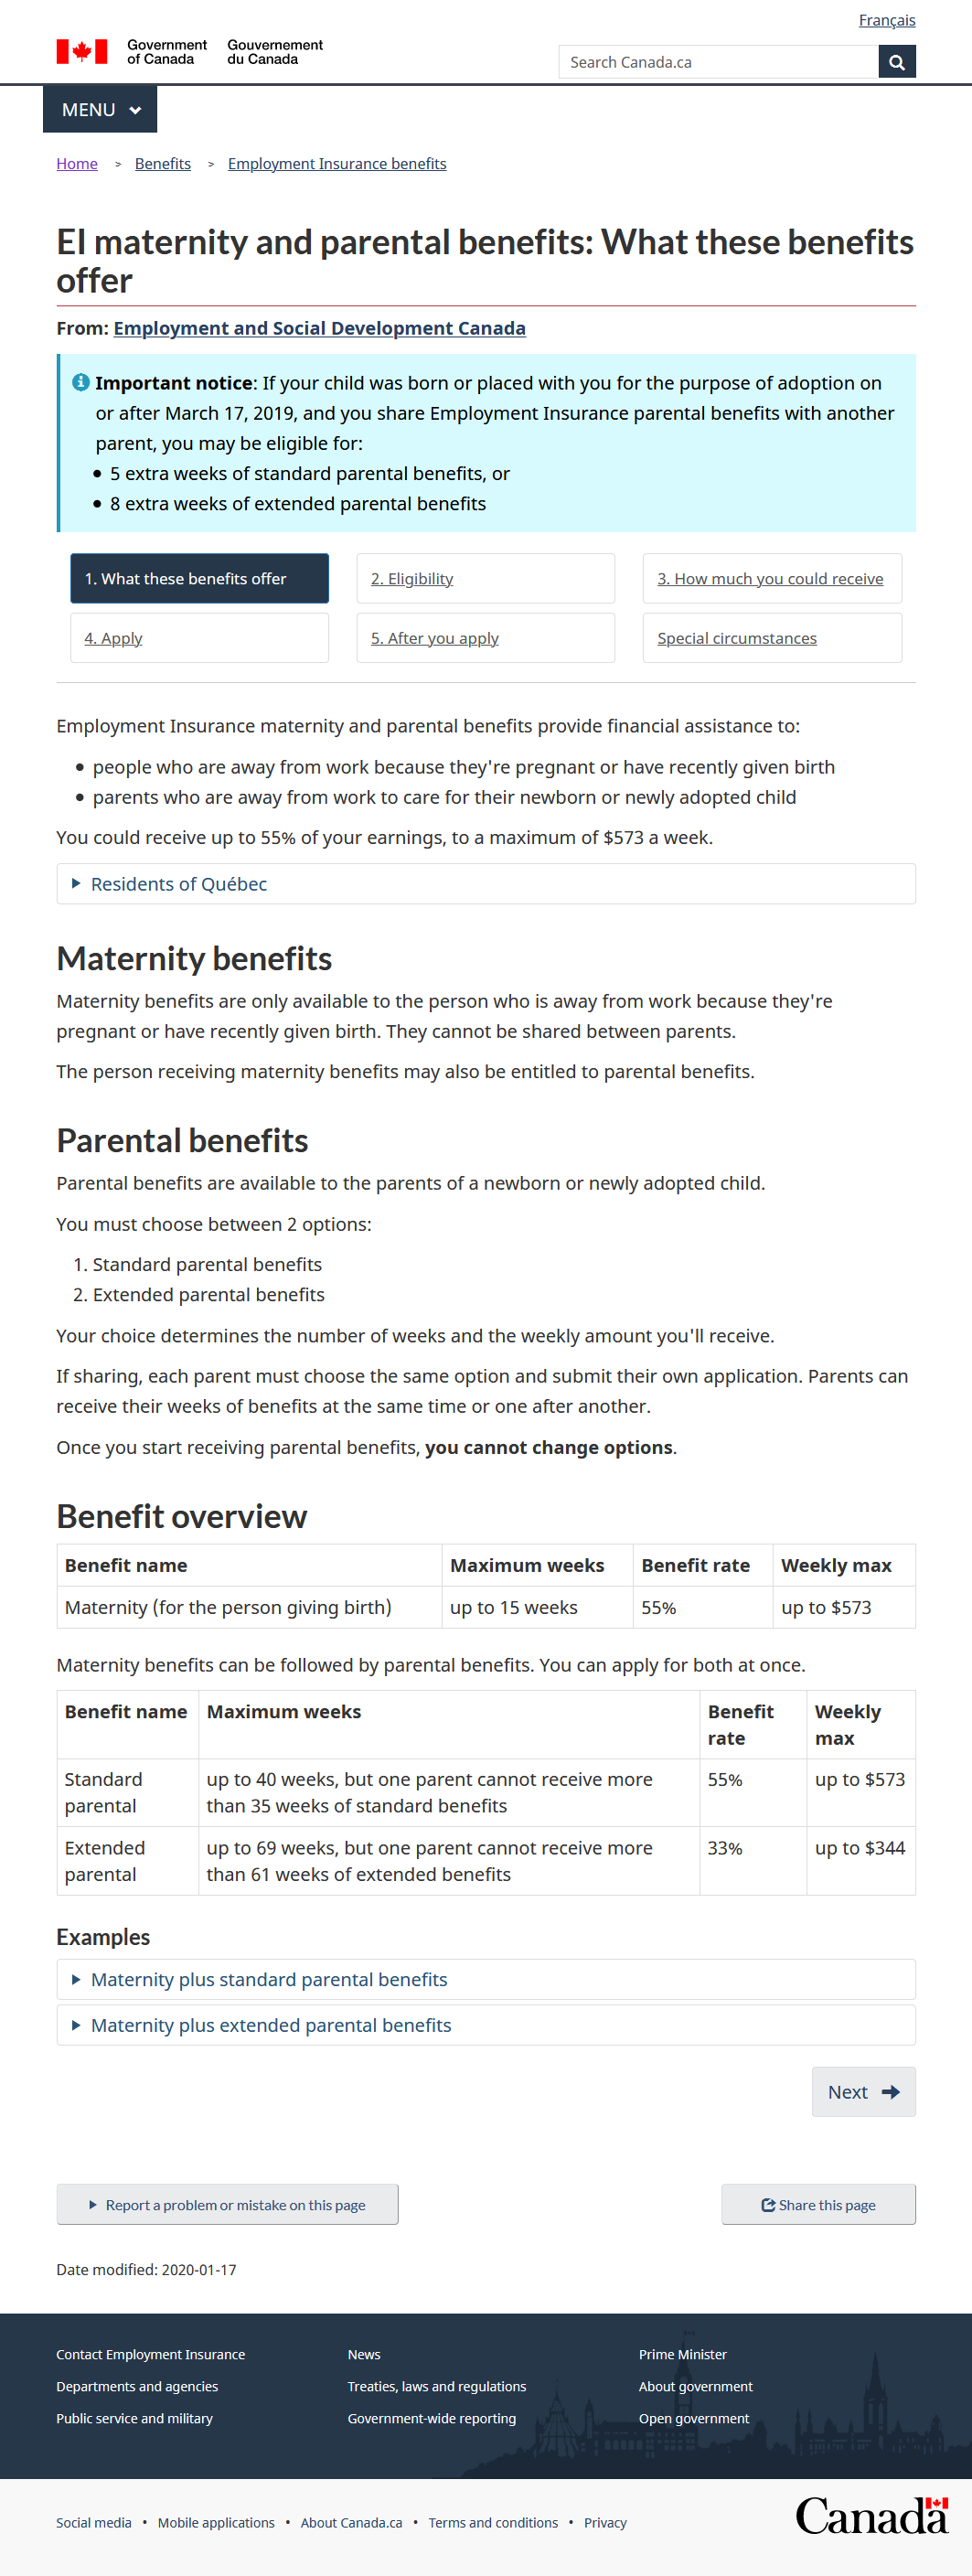 Français
Government of Canada
Gouvernement du Canada
Search Canada.ca
MENU
Home > Benefits > Employment Insurance benefits
EI maternity and parental benefits: What these benefits
offer
From: Employment and Social Development Canada
Important notice: If your child was born or placed with you for the purpose of adoption on
or after March 17, 2019, and you share Employment Insurance parental benefits with another
parent, you may be eligible for:
• 5 extra weeks of standard parental benefits, or
• 8 extra weeks of extended parental benefits
1. What these benefits offer
2. Eligibility
3. How much you could receive
4. Apply
5. After you apply
Special circumstances
Employment Insurance maternity and parental benefits provide financial assistance to:
• people who are away from work because they're pregnant or have recently given birth
• parents who are away from work to care for their newborn or newly adopted child
You could receive up to 55% of your earnings, to a maximum of $573 a week.
Residents of Québec
Maternity benefits
Maternity benefits are only available to the person who is away from work because they're
pregnant or have recently given birth. They cannot be shared between parents.
The person receiving maternity benefits may also be entitled to parental benefits.
Parental benefits
Parental benefits are available to the parents of a newborn or newly adopted child.
You must choose between 2 options:
1. Standard parental benefits
2. Extended parental benefits
Your choice determines the number of weeks and the weekly amount you'll receive.
If sharing, each parent must choose the same option and submit their own application. Parents can
receive their weeks of benefits at the same time or one after another.
Once you start receiving parental benefits, you cannot change options.
Benefit overview
Benefit name Maximum weeks Benefit rate Weekly max
Maternity (for the person giving birth) up to 15 weeks 55% up to $573
Maternity benefits can be followed by parental benefits. You can apply for both at once.
Benefit name Maximum weeks Benefit rate Weekly max
Standard parental up to 40 weeks, but one parent cannot receive more
than 35 weeks of standard benefits 55% up to $573
Extended parental up to 69 weeks, but one parent cannot receive more
than 61 weeks of extended benefits 33% up to $344
Examples
Maternity plus standard parental benefits
Maternity plus extended parental benefits
Next
Report a problem or mistake on this page
Share this page
Date modified: 2020-01-17
Contact Employment Insurance News Prime Minister
Departments and agencies Treaties, laws and regulations About government
Public service and military Government-wide reporting Open government
Social media • Mobile applications • About Canada.ca • Terms and conditions • Privacy
Canada